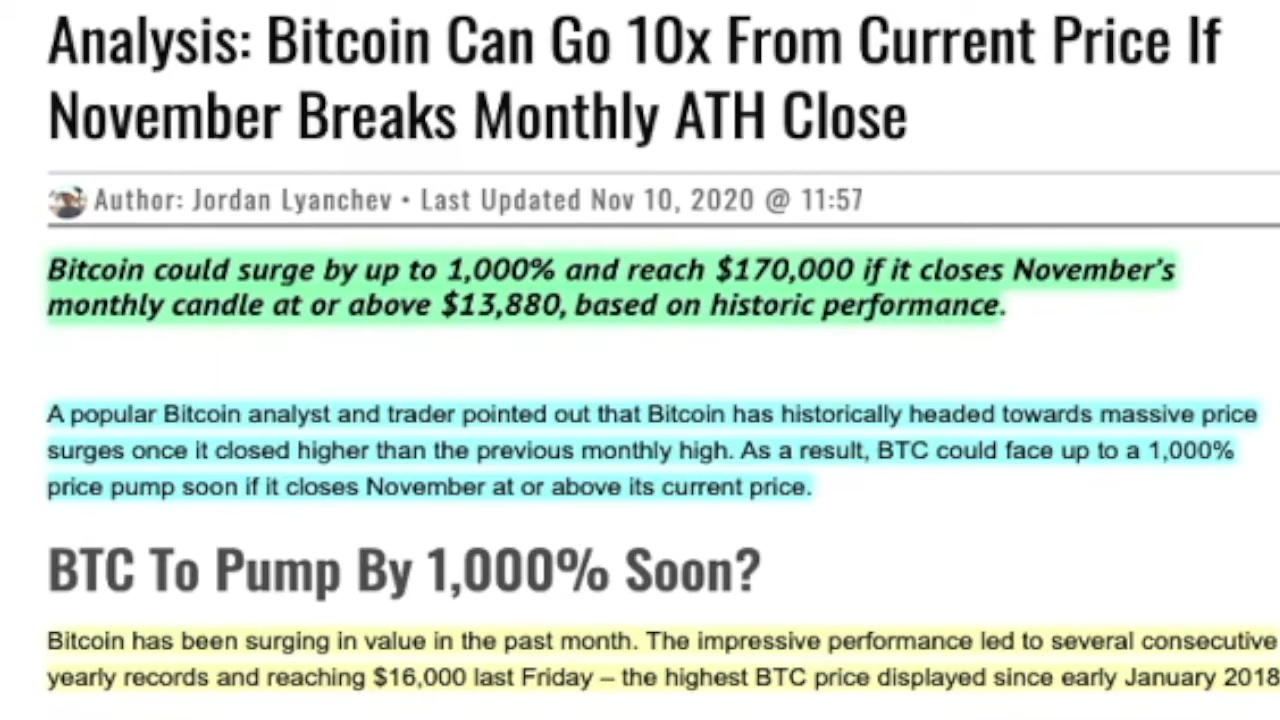 Analysis: Bitcoin Can Go 10x From Current Price If
November Breaks Monthly ATH Close
Author: Jordan Lyanchev • Last Updated Nov 10, 2020 @ 11:57
Bitcoin could surge by up to 1,000% and reach $170,000 if it closes November's
monthly candle at or above $13,880, based on historic performance.
A popular Bitcoin analyst and trader pointed out that Bitcoin has historically headed towards massive price
surges once it closed higher than the previous monthly high. As a result, BTC could face up to a 1,000%
price pump soon if it closes November at or above its current price.
BTC To Pump By 1,000% Soon?
Bitcoin has been surging in value in the past month. The impressive performance led to several consecutive
yearly records and reaching $16,000 last Friday – the highest BTC price displayed since early January 2018